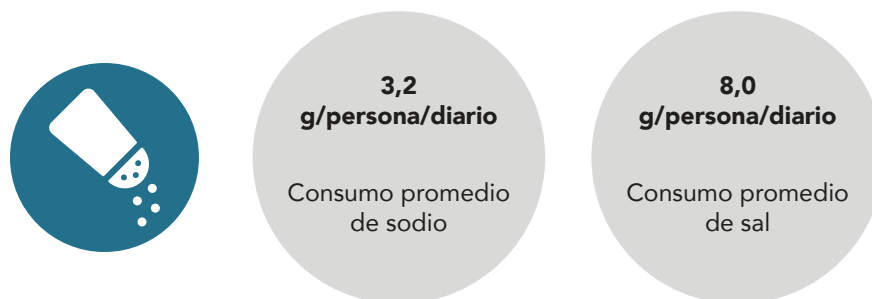 3,2
g/persona/diario
Consumo promedio
de sodio
8,0
g/persona/diario
Consumo promedio
de sal